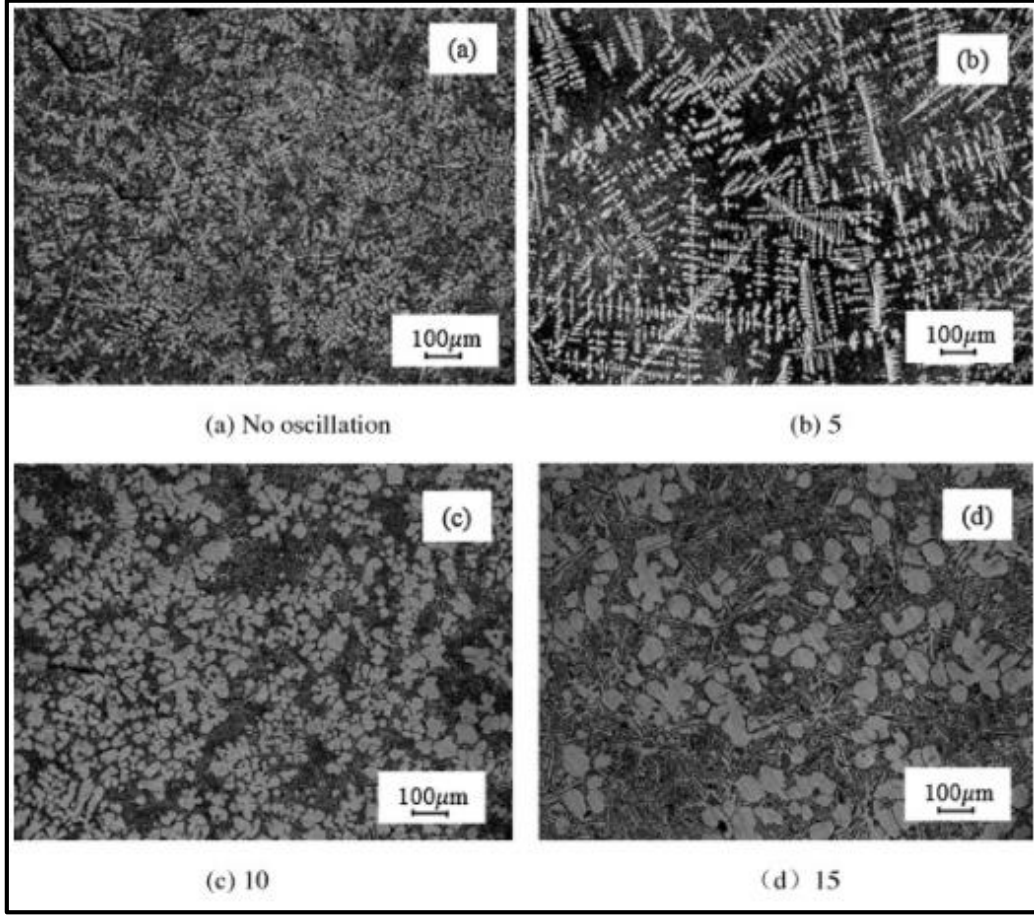 (a)
(b)
100μm
100μm
(a) No oscillation
(b) 5
(c)
(d)
100μm
100μm
(c) 10
(d) 15